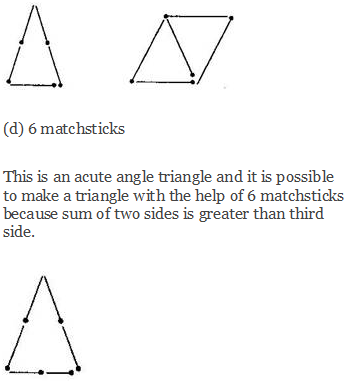 (d) 6 matchsticks
This is an acute angle triangle and it is possible
to make a triangle with the help of 6 matchsticks
because sum of two sides is greater than third
side.